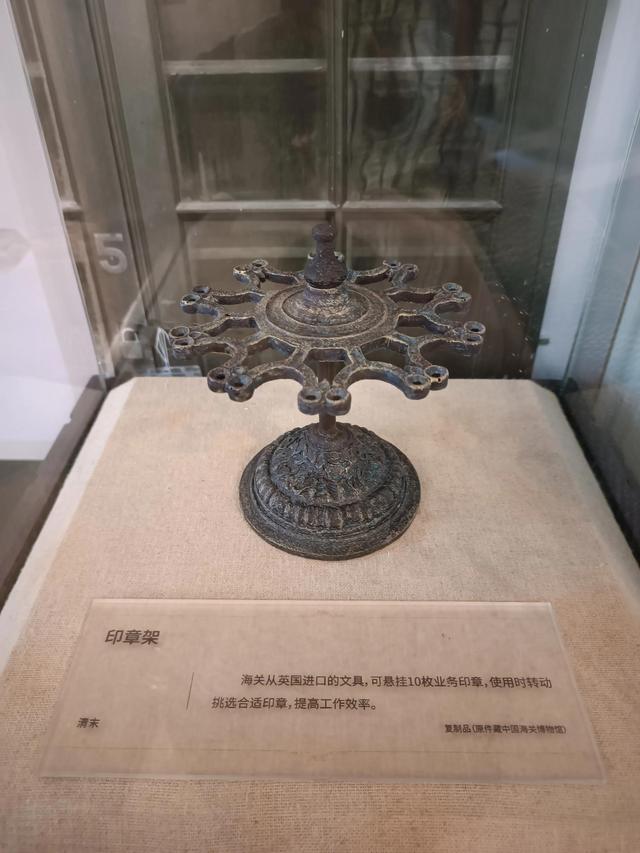 5
印章架
海关从英国进口的文具，可悬挂10枚业务印章，使用时转动
挑选合适印章，提高工作效率。
清末
复制品（原件藏中国海关博物馆）